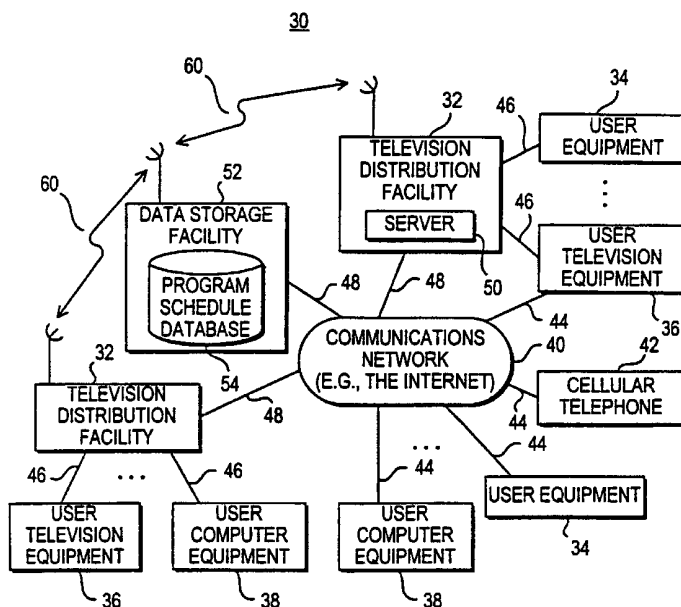 30
60
34
32
46
USER
EQUIPMENT
TELEVISION
DISTRIBUTION
FACILITY
SERVER
52
DATA STORAGE
FACILITY
60
46
50
48
48
USER
TELEVISION
EQUIPMENT
PROGRAM
SCHEDULE
DATABASE
54
44
36
COMMUNICATIONS
NETWORK
(E.G., THE INTERNET)
40
42
CELLULAR
TELEPHONE
44
32
TELEVISION
DISTRIBUTION
FACILITY
48
46
...
46
44
...
44
USER
TELEVISION
EQUIPMENT
36
USER
COMPUTER
EQUIPMENT
38
USER
COMPUTER
EQUIPMENT
38
USER EQUIPMENT
34